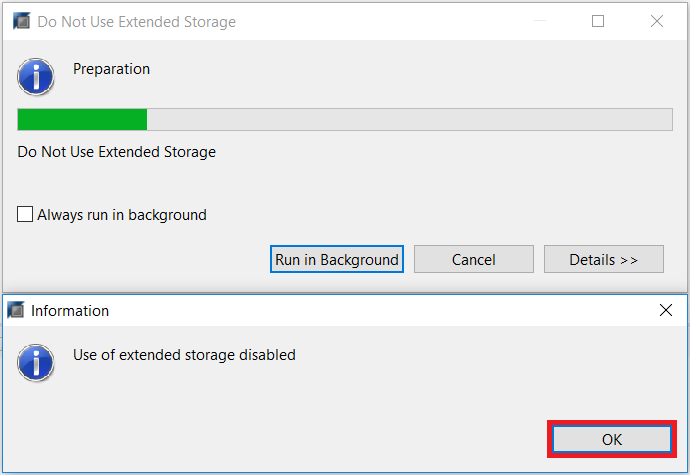 Do Not Use Extended Storage
Preparation
Do Not Use Extended Storage
Always run in background
Run in Background Cancel Details >>
Information
Use of extended storage disabled
OK